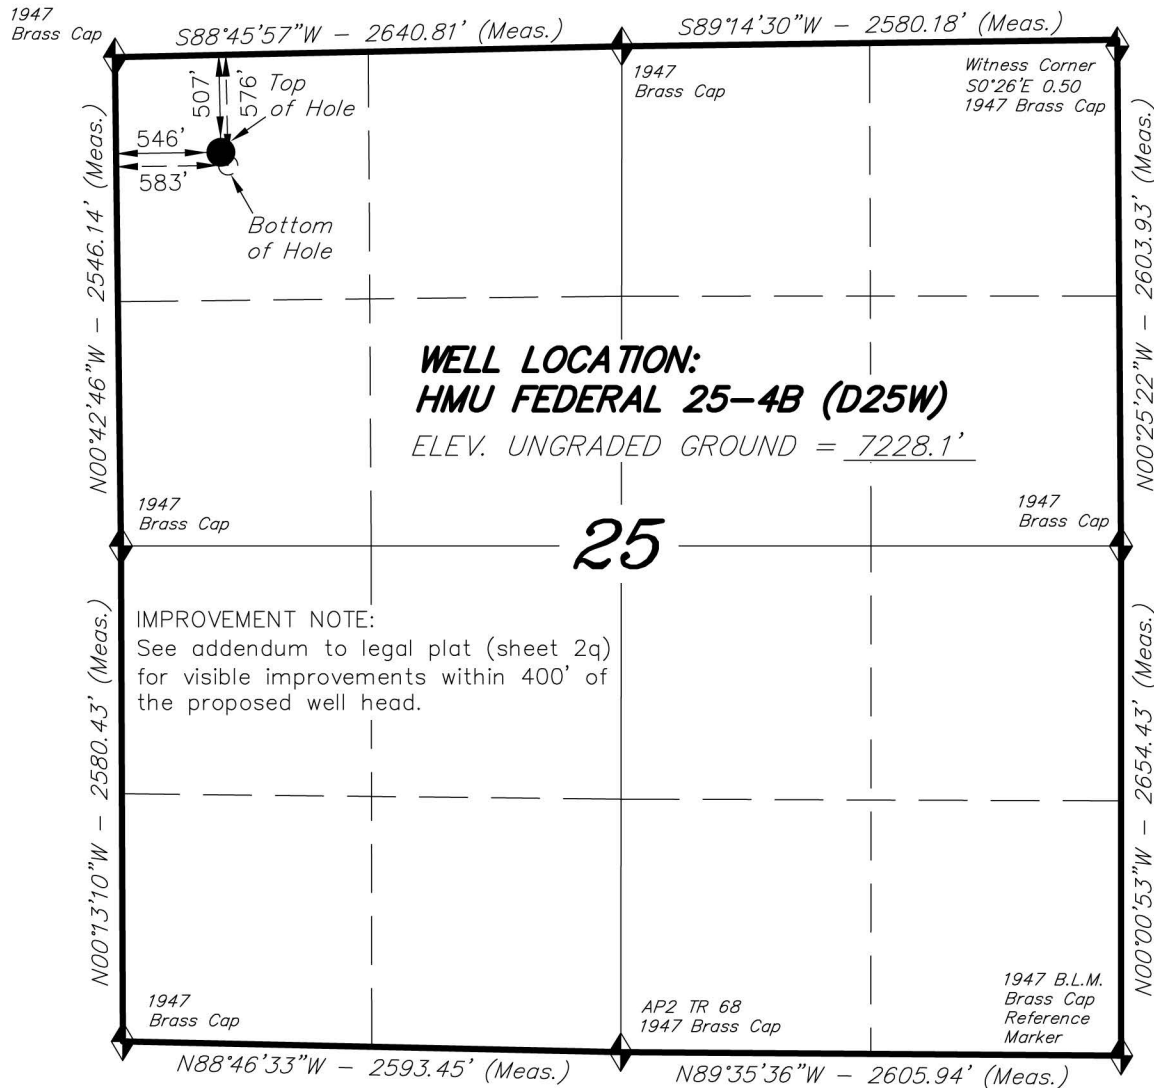 1947
Brass Cap
S88°45'57"W - 2640.81' (Meas.)
S89°14'30"W - 2580.18' (Meas.)
1947
Brass Cap
Witness Corner
S0°26'E 0.50
1947 Brass Cap
507'
576'
Top
of Hole
546'
583'
Bottom
of Hole
N00°42'46"W - 2546.14' (Meas.)
N00°25'22"W - 2603.93' (Meas.)
WELL LOCATION:
HMU FEDERAL 25-4B (D25W)
ELEV. UNGRADED GROUND = 7228.1'
1947
Brass Cap
1947
Brass Cap
25
IMPROVEMENT NOTE:
See addendum to legal plat (sheet 2q)
for visible improvements within 400' of
the proposed well head.
N00°13'10"W - 2580.43' (Meas.)
N00°00'53"W - 2654.43' (Meas.)
1947
Brass Cap
AP2 TR 68
1947 Brass Cap
1947 B.L.M.
Brass Cap
Reference
Marker
N88°46'33"W - 2593.45' (Meas.)
N89°35'36"W - 2605.94' (Meas.)